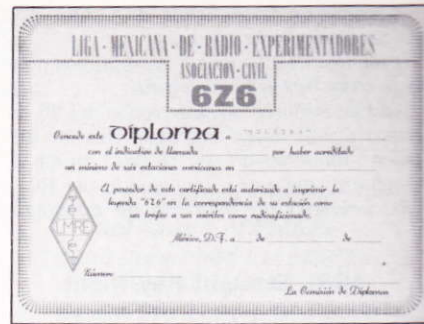 LIGA - MEXICANA - DE - RADIO - EXPERIMENTADORES
ASOCIACION - CIVIL
6Z6
Concede este Diploma a
con el indicativo de llamada por haber acreditado
un mínimo de seis estaciones mexicanas en
El poseedor de este certificado está autorizado a imprimir la
leyenda "6Z6" en la correspondencia de su estación como
un trofeo a sus méritos como radioaficionado.
México, D.F. a de de
LMRE
Número
La Comisión de Diplomas